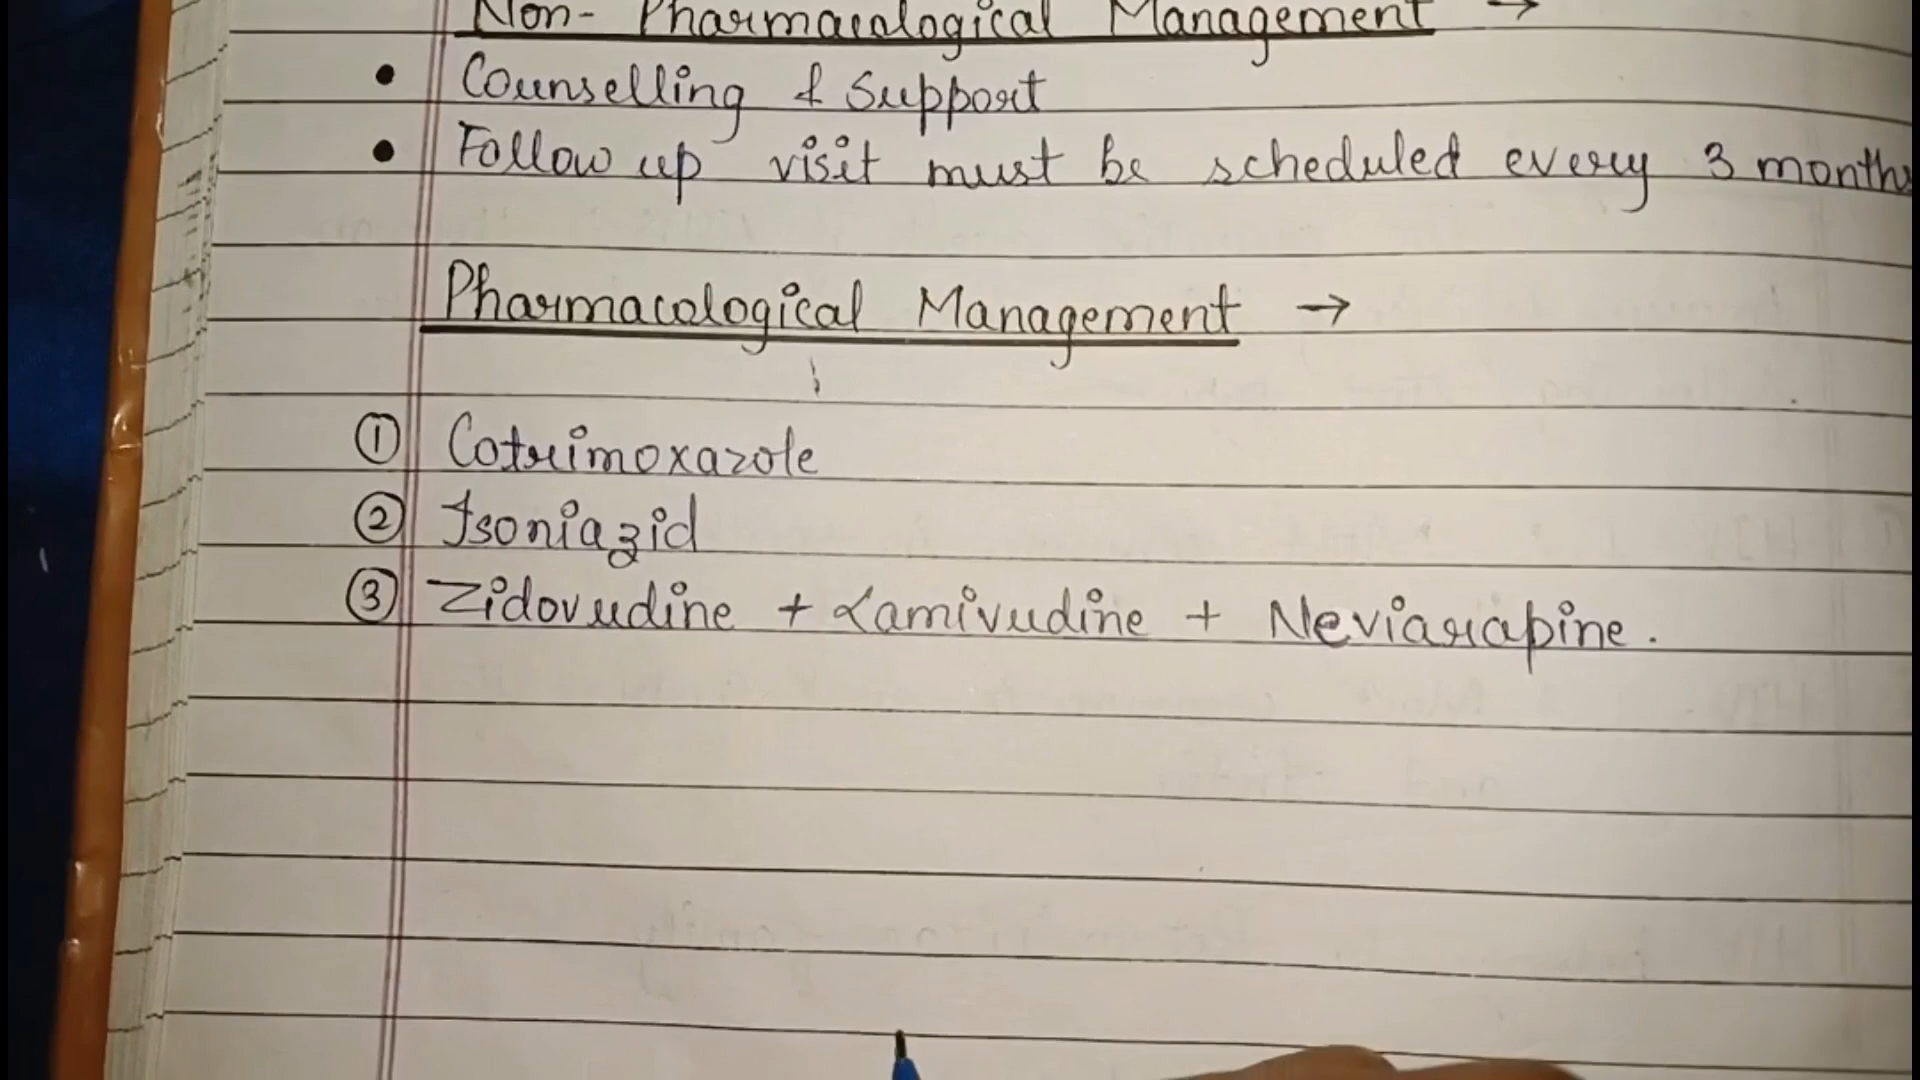 Non- Pharmacological Management →
• Counselling & Support
• Follow up visit must be scheduled every 3 months
Pharmacological Management →
① Cotrimoxazole
② Isoniazid
③ Zidovudine + Lamivudine + Neviarapine.